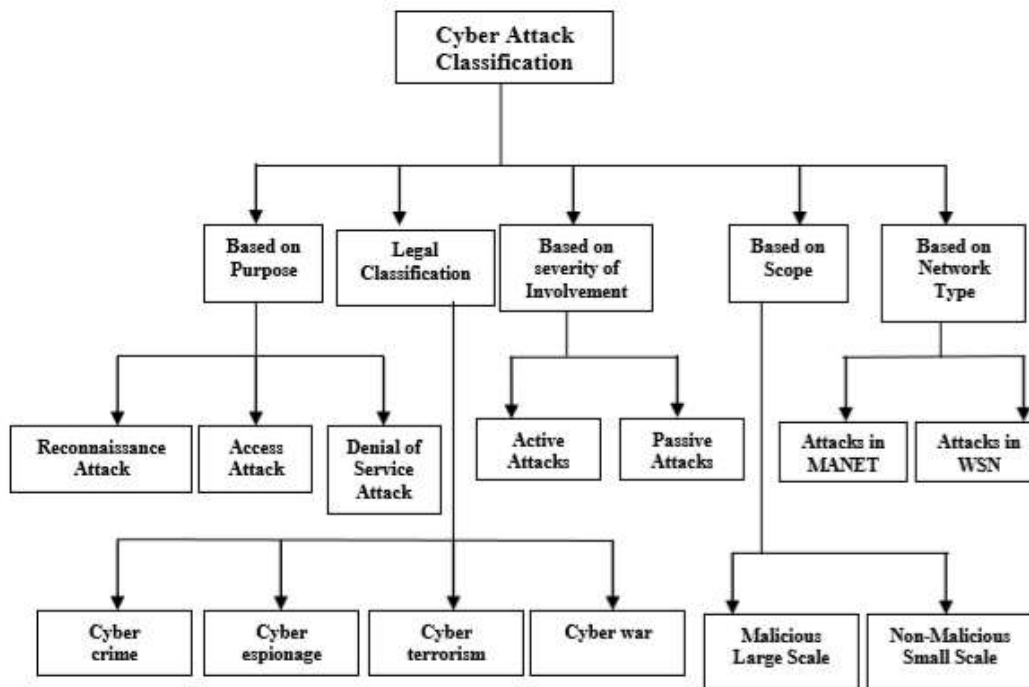 Cyber Attack
Classification
Based on
Purpose
Legal
Classification
Based on
severity of
Involvement
Based on
Scope
Based on
Network
Type
Reconnaissance
Attack
Access
Attack
Denial of
Service
Attack
Active
Attacks
Passive
Attacks
Attacks in
MANET
Attacks in
WSN
Cyber
crime
Cyber
espionage
Cyber
terrorism
Cyber war
Malicious
Large Scale
Non-Malicious
Small Scale